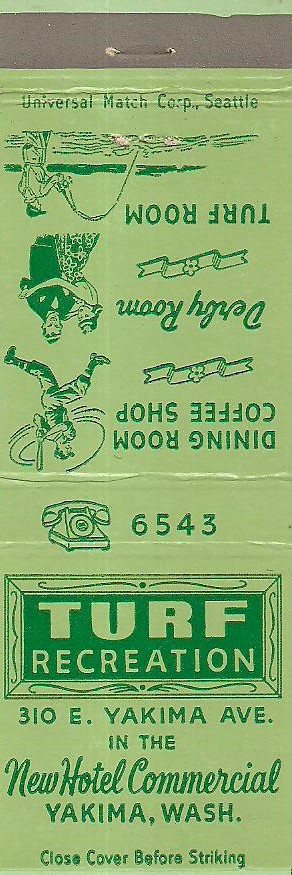 Universal Match Corp., Seattle
DINING ROOM
COFFEE SHOP
Derby Room
TURF ROOM
6543
TURF
RECREATION
310 E. YAKIMA AVE.
IN THE
New Hotel Commercial
YAKIMA, WASH.
Close Cover Before Striking